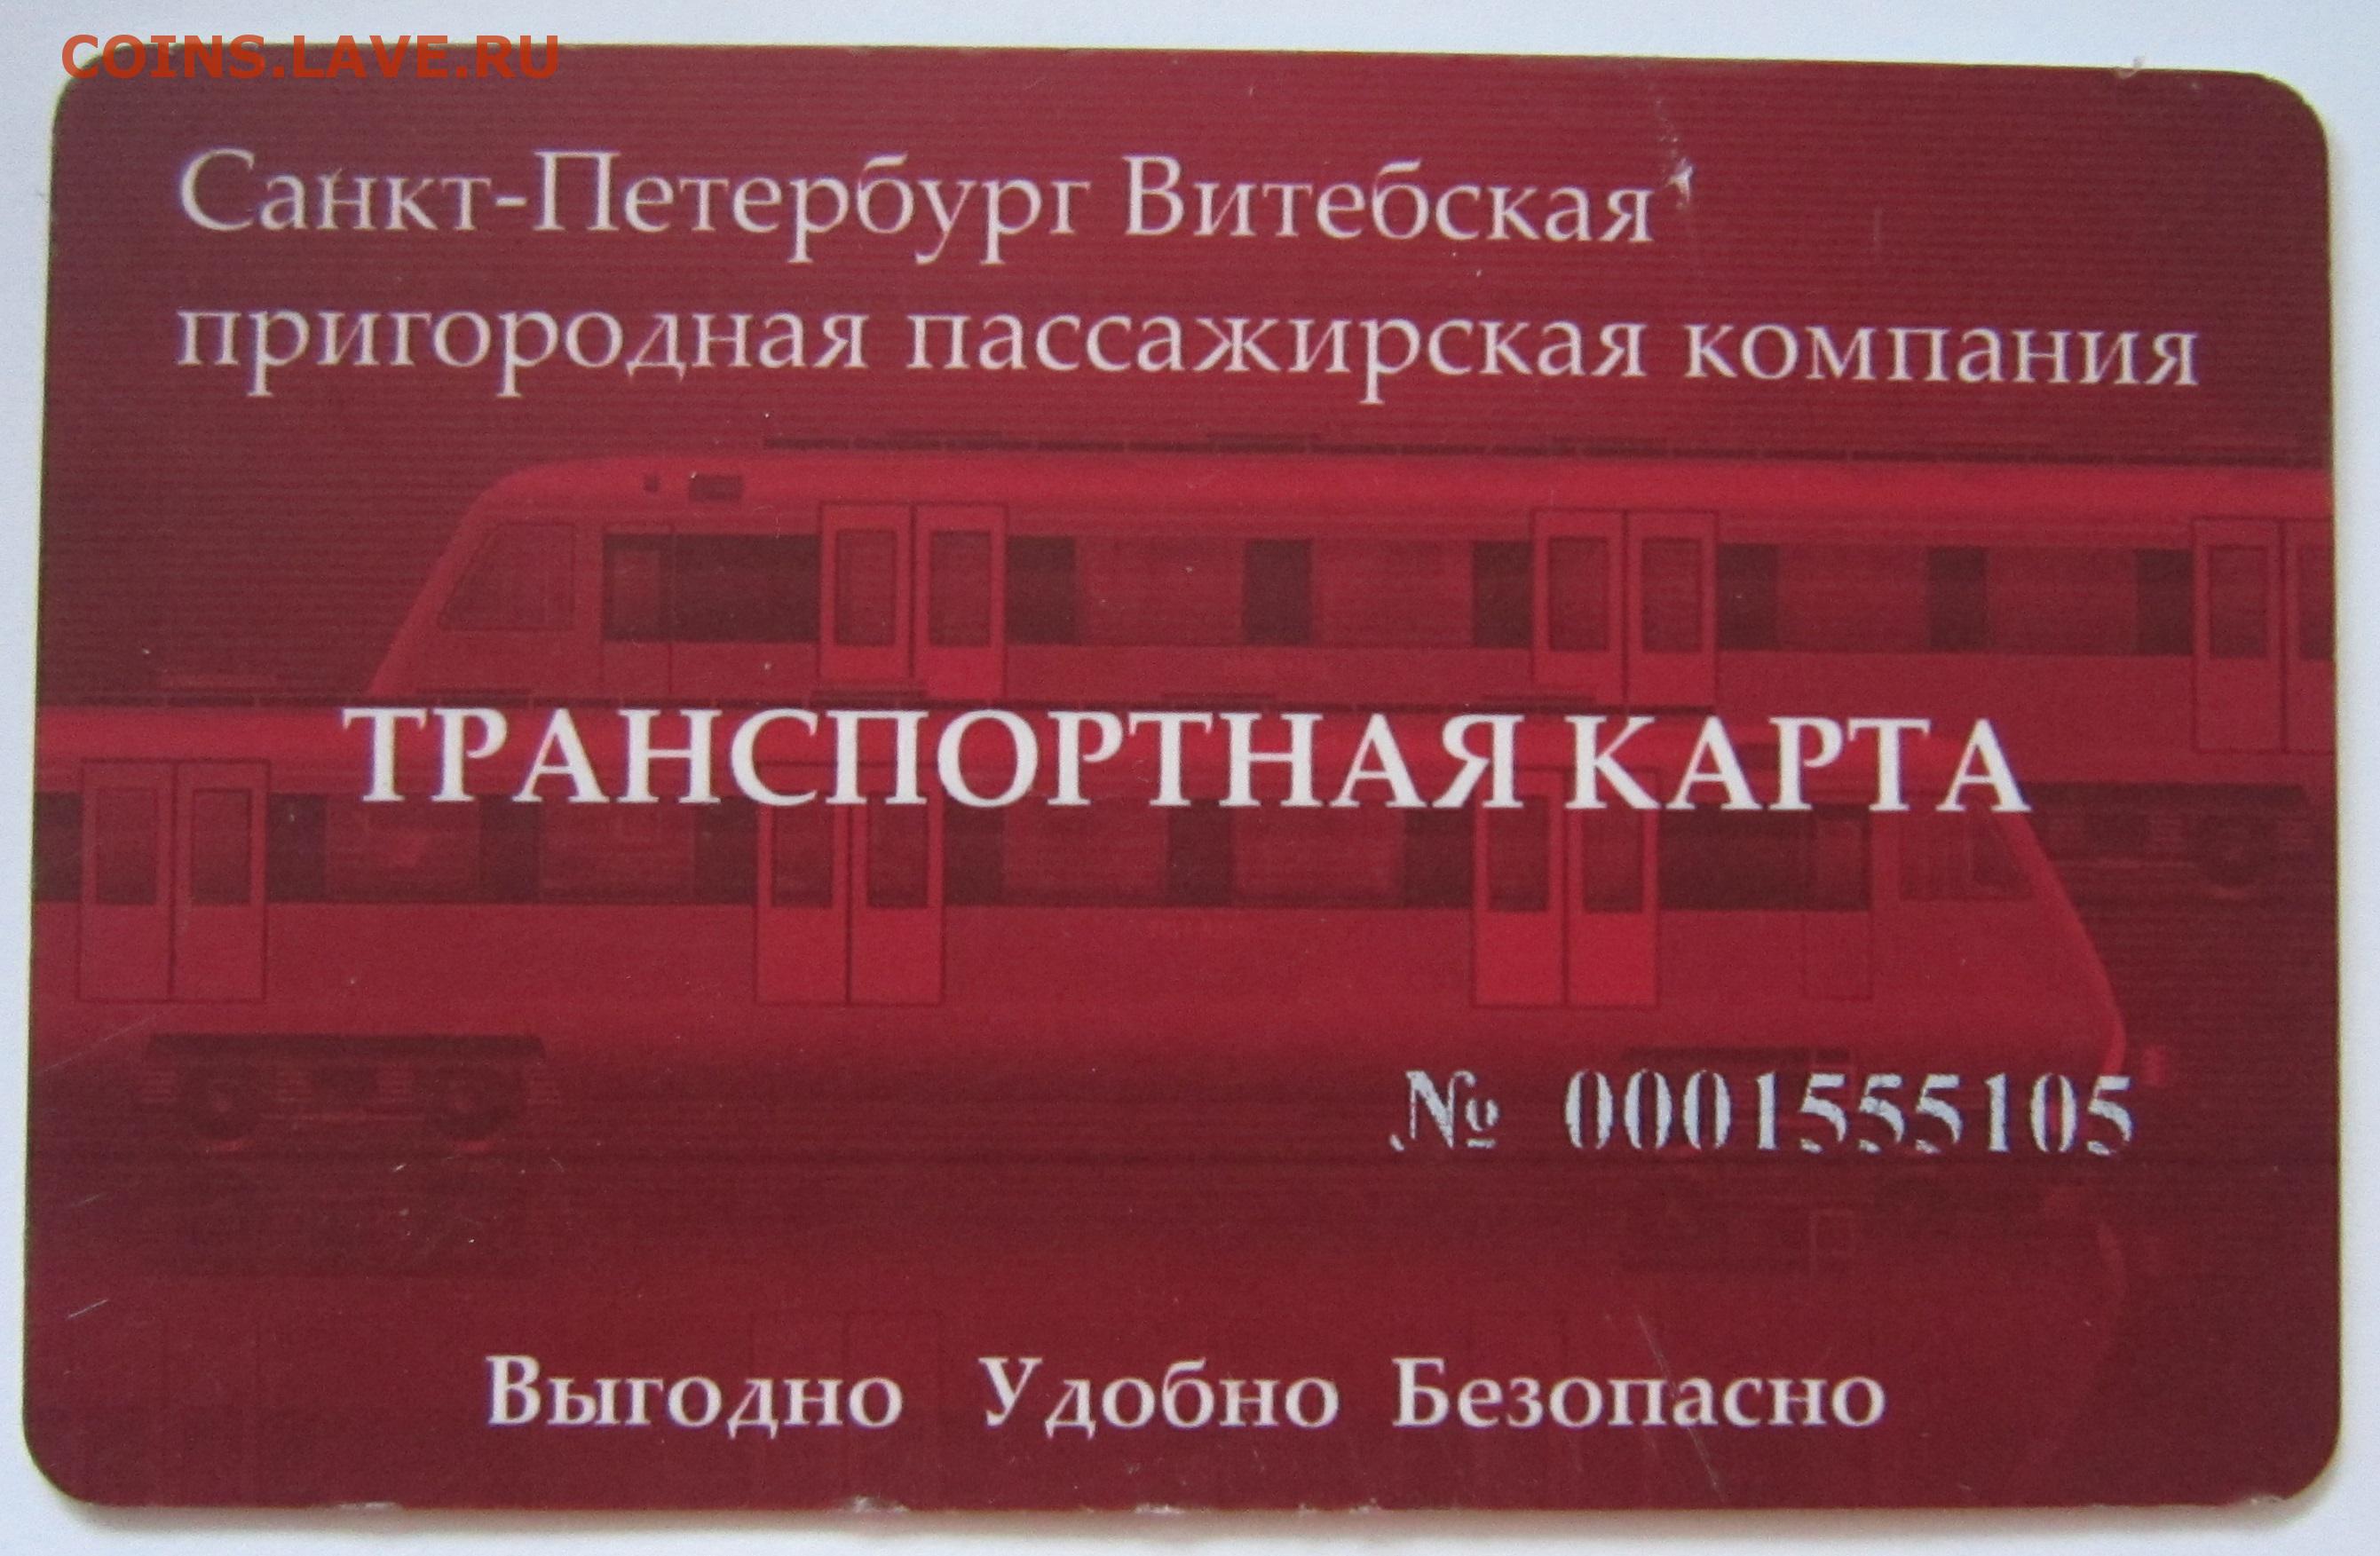 COINS.LAVE.RU
Санкт-Петербург Витебская
пригородная пассажирская компания
ТРАНСПОРТНАЯ КАРТА
№ 0001555105
Выгодно Удобно Безопасно